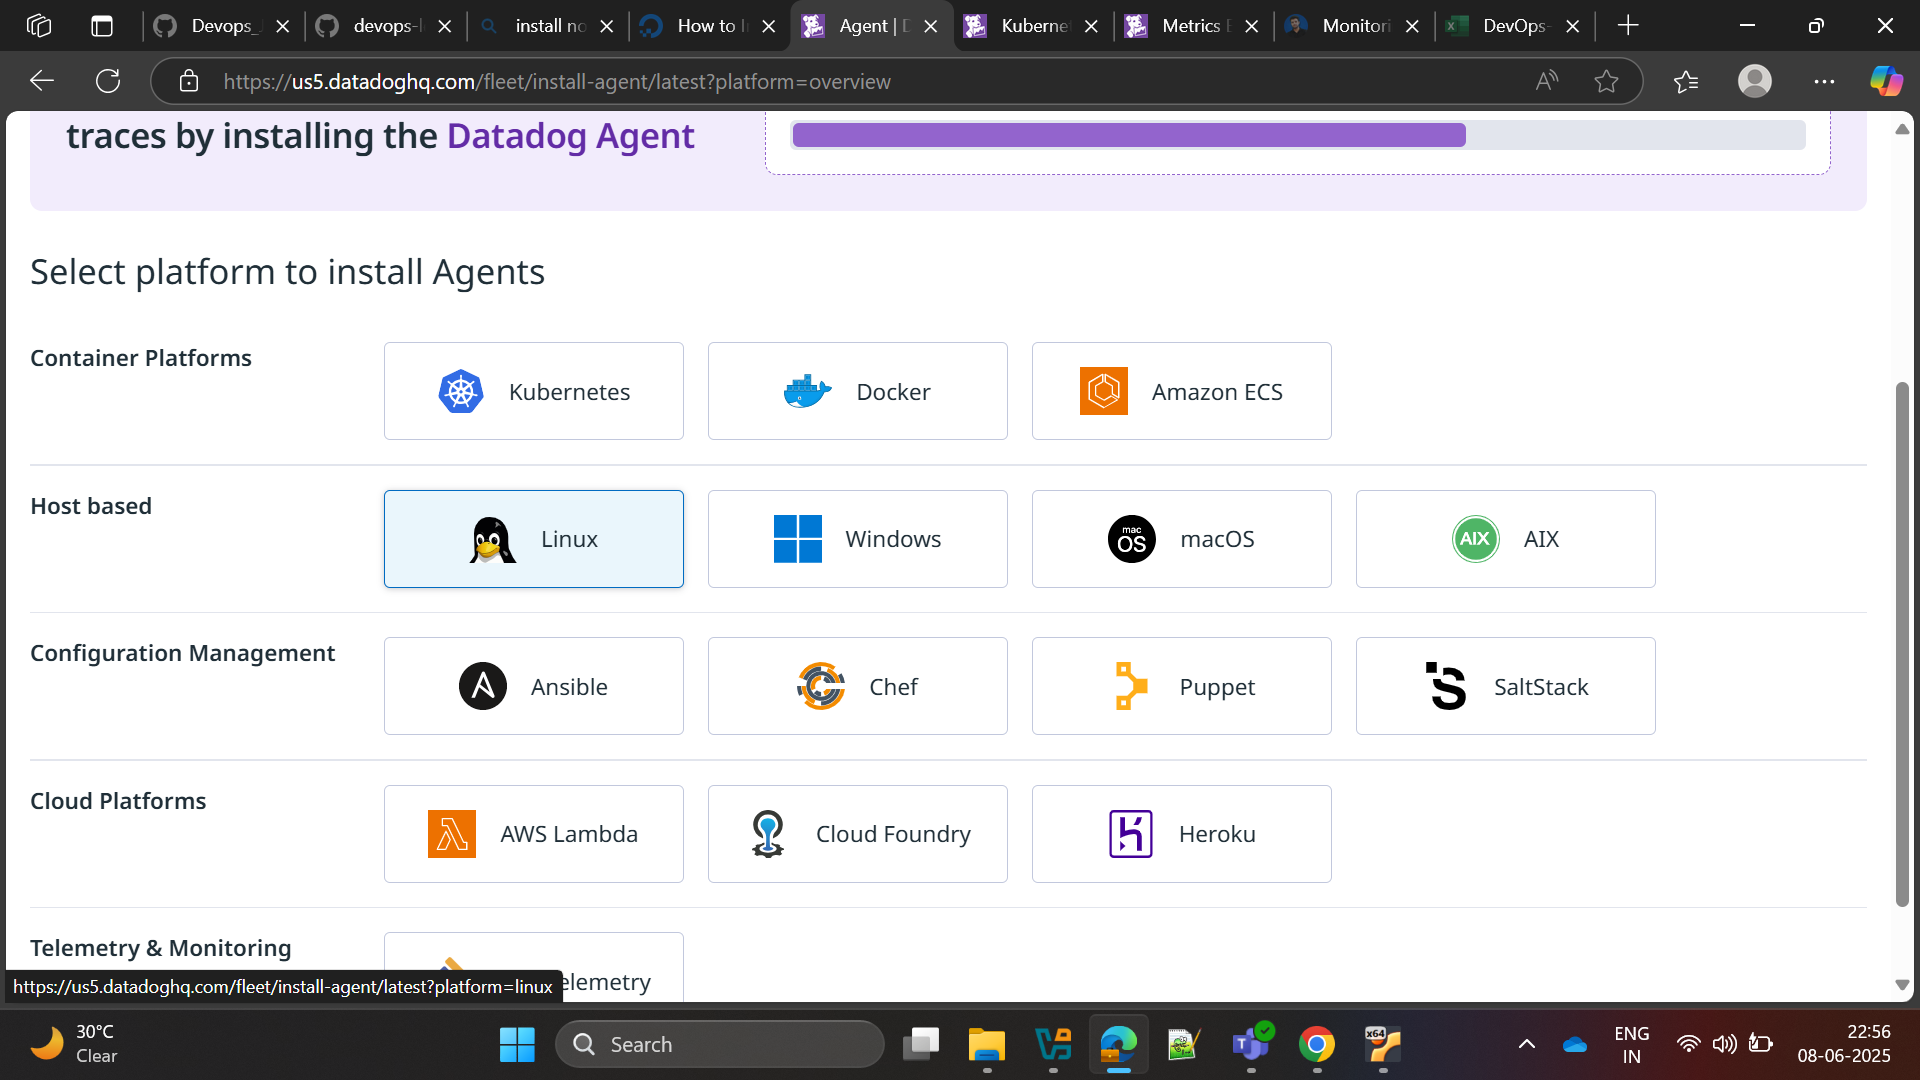 Devops_
devops-l
install no
How to I
Agent | D
Kuberne
Metrics E
Monitori
DevOps-
https://us5.datadoghq.com/fleet/install-agent/latest?platform=overview
traces by installing the Datadog Agent
Select platform to install Agents
Container Platforms
Kubernetes
Docker
Amazon ECS
Host based
Linux
Windows
mac
OS
macOS
AIX
AIX
Configuration Management
Ansible
Chef
Puppet
SaltStack
Cloud Platforms
AWS Lambda
Cloud Foundry
Heroku
Telemetry & Monitoring
elemetry
https://us5.datadoghq.com/fleet/install-agent/latest?platform=linux
30°C
Clear
Search
x64
ENG
IN
22:56
08-06-2025